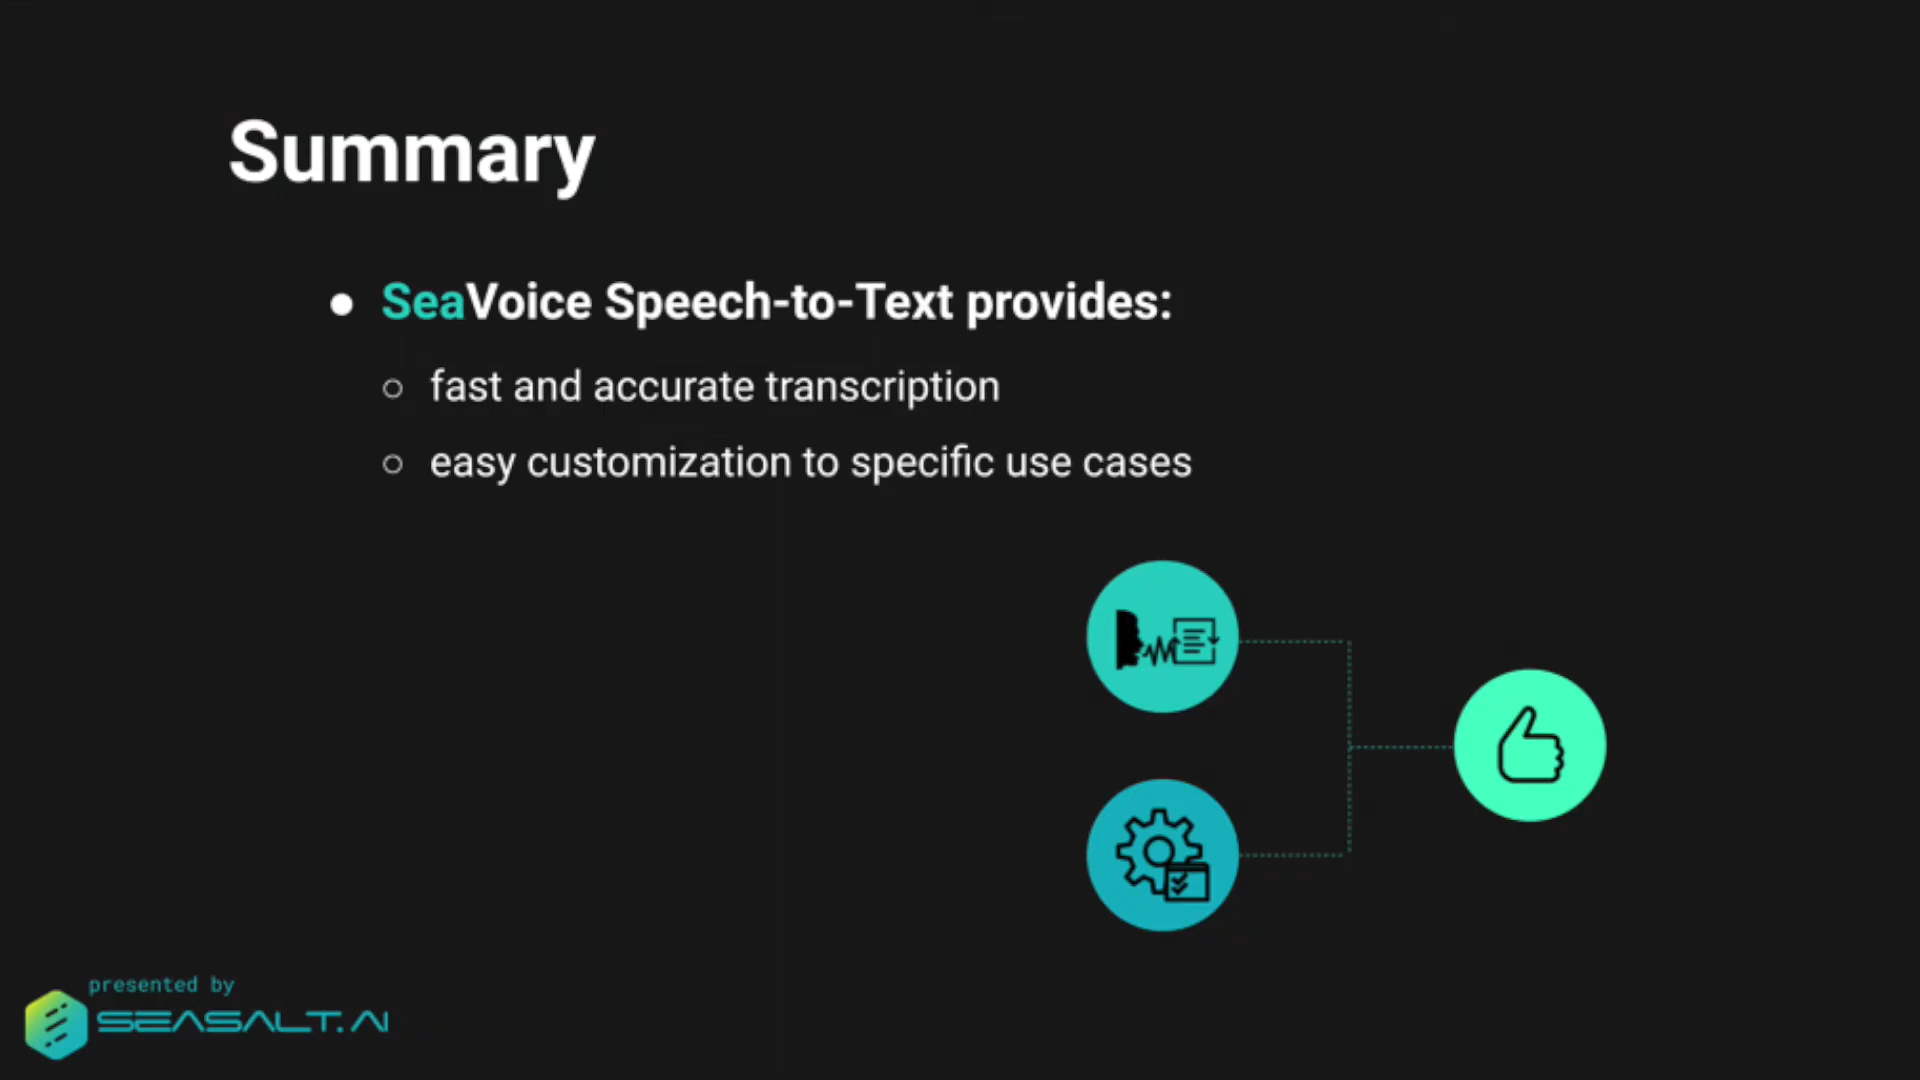 Summary
SeaVoice Speech-to-Text provides:
fast and accurate transcription
easy customization to specific use cases
presented by
SEASALT.AI